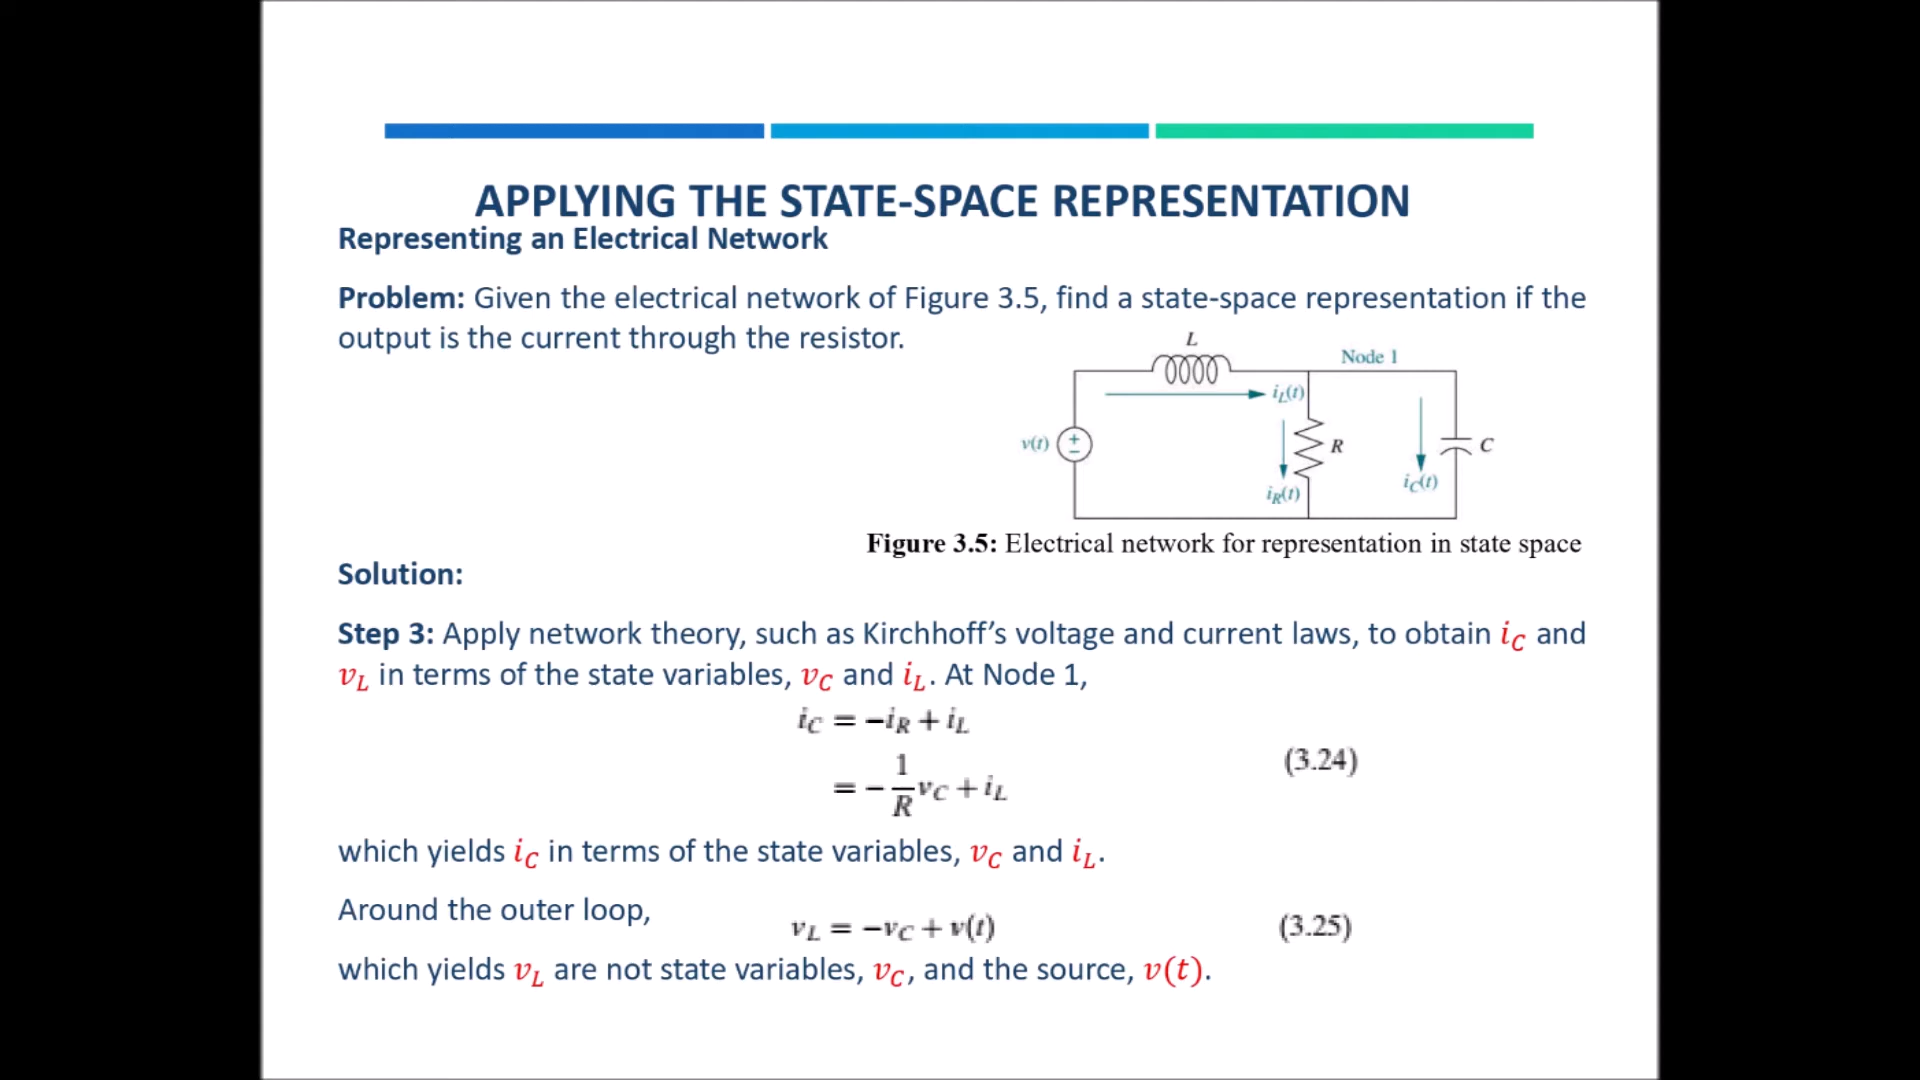 APPLYING THE STATE-SPACE REPRESENTATION
Representing an Electrical Network
Problem: Given the electrical network of Figure 3.5, find a state-space representation if the
output is the current through the resistor.
L
Node 1
i_L(t)
v(t)
+
−
R
C
i_R(t)
i_C(t)
Figure 3.5: Electrical network for representation in state space
Solution:
Step 3: Apply network theory, such as Kirchhoff’s voltage and current laws, to obtain i_C and
v_L in terms of the state variables, v_C and i_L. At Node 1,
i_C = −i_R + i_L
= −1/R v_C + i_L (3.24)
which yields i_C in terms of the state variables, v_C and i_L.
Around the outer loop,
v_L = −v_C + v(t) (3.25)
which yields v_L are not state variables, v_C, and the source, v(t).